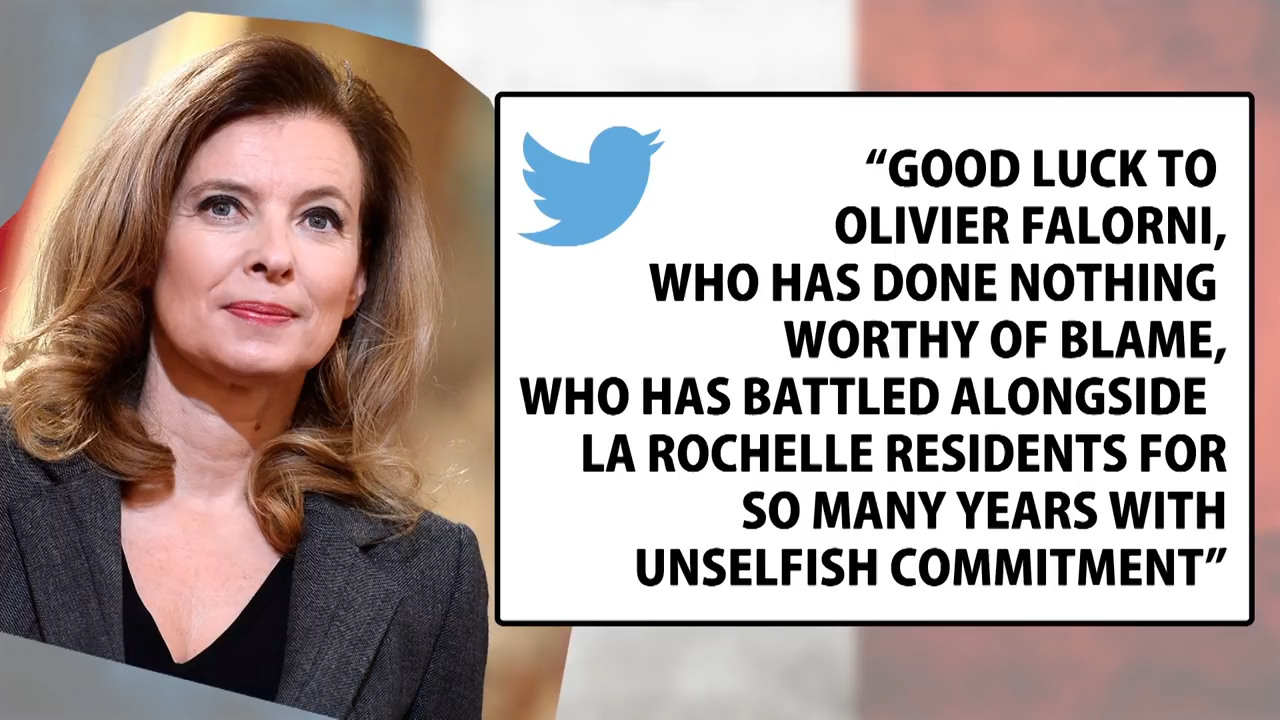 “GOOD LUCK TO
OLIVIER FALORNI,
WHO HAS DONE NOTHING
WORTHY OF BLAME,
WHO HAS BATTLED ALONGSIDE
LA ROCHELLE RESIDENTS FOR
SO MANY YEARS WITH
UNSELFISH COMMITMENT”